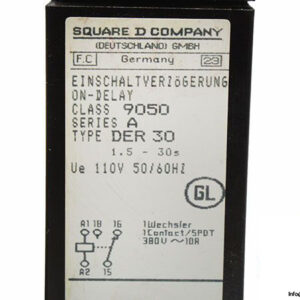 SQUARE D COMPANY
(DEUTSCHLAND) GMBH
F.C Germany 23
EINSCHALTVERZÖGERUNG
ON-DELAY
CLASS 9050
SERIES A
TYPE DER 30
1.5 - 30s
Ue 110V 50/60HZ
GL
A1 18 16
1Wechsler
1Contact/SPDT
380V ~ 10A
A2 15